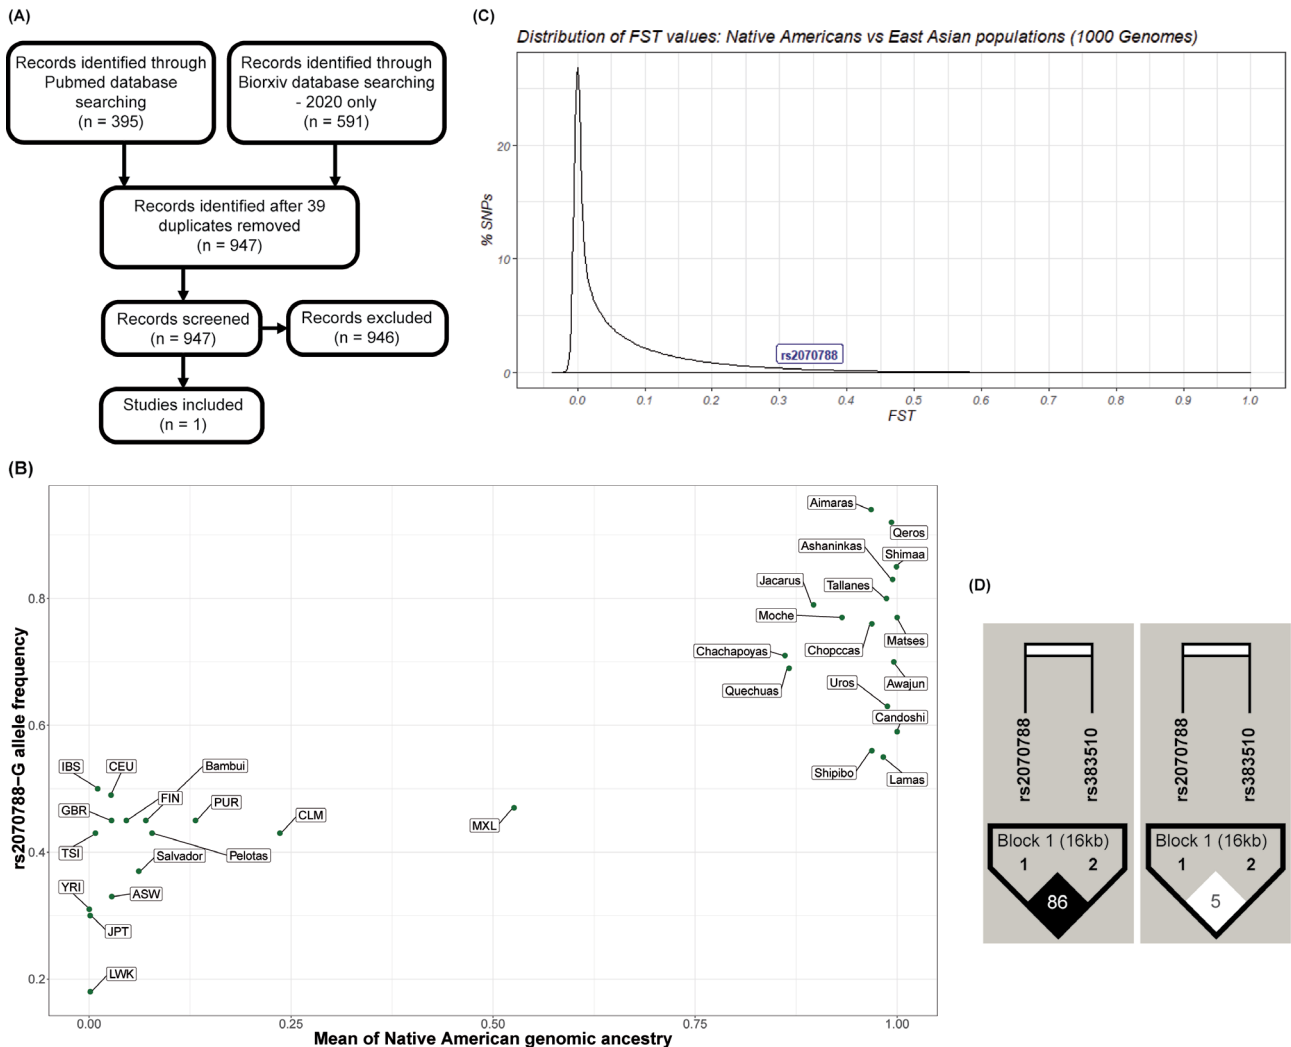 (A)
Records identified through
Pubmed database
searching
(n = 395)
Records identified through
Biorxiv database searching
- 2020 only
(n = 591)
Records identified after 39
duplicates removed
(n = 947)
Records screened
(n = 947)
Records excluded
(n = 946)
Studies included
(n = 1)
(C)
Distribution of FST values: Native Americans vs East Asian populations (1000 Genomes)
% SNPs
20
10
0
rs2070788
0.0 0.1 0.2 0.3 0.4 0.5 0.6 0.7 0.8 0.9 1.0
FST
(B)
rs2070788−G allele frequency
0.8
0.6
0.4
0.2
Aimaras
Qeros
Ashaninkas
Shimaa
Jacarus
Tallanes
Moche
Matses
Chachapoyas
Chopccas
Quechuas
Uros
Awajun
Candoshi
Shipibo
Lamas
IBS
CEU
Bambui
FIN
GBR
PUR
CLM
MXL
TSI
Salvador
Pelotas
YRI
ASW
JPT
LWK
0.00 0.25 0.50 0.75 1.00
Mean of Native American genomic ancestry
(D)
rs2070788
rs383510
Block 1 (16kb)
1 2
86
rs2070788
rs383510
Block 1 (16kb)
1 2
5